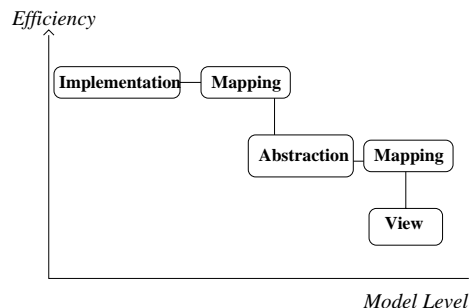 Efficiency
Implementation
Mapping
Abstraction
Mapping
View
Model Level